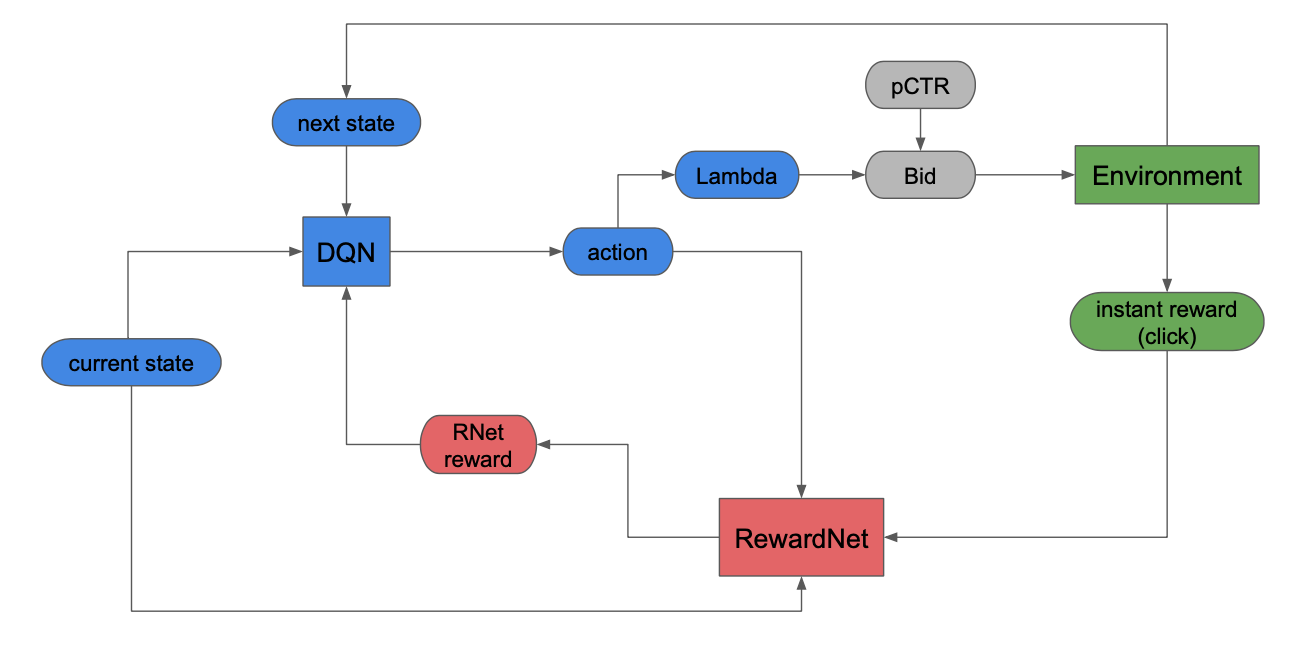 pCTR
next state
Lambda
Bid
Environment
DQN
action
instant reward
(click)
current state
RNet
reward
RewardNet